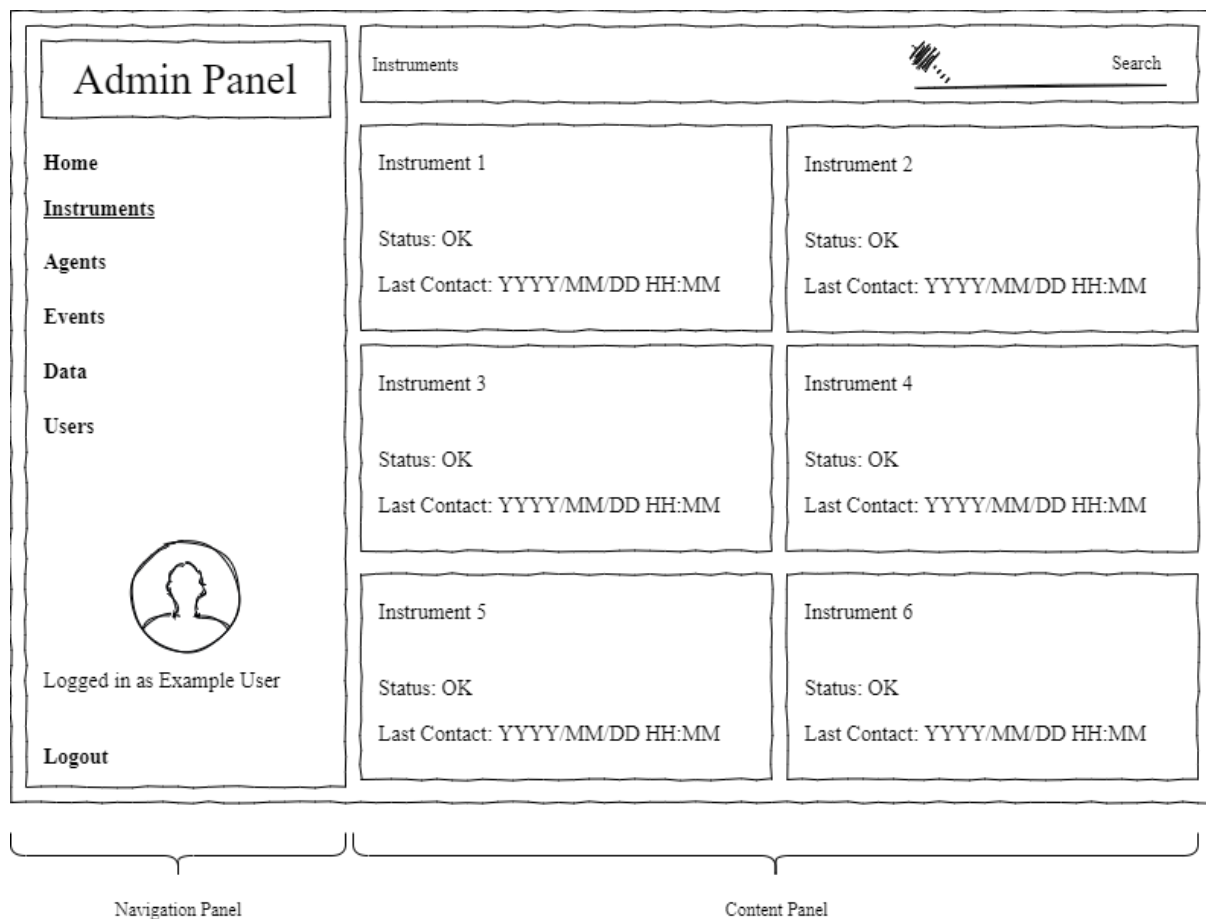 Admin Panel
Home
Instruments
Agents
Events
Data
Users
Logged in as Example User
Logout
Instruments
Search
Instrument 1
Status: OK
Last Contact: YYYY/MM/DD HH:MM
Instrument 2
Status: OK
Last Contact: YYYY/MM/DD HH:MM
Instrument 3
Status: OK
Last Contact: YYYY/MM/DD HH:MM
Instrument 4
Status: OK
Last Contact: YYYY/MM/DD HH:MM
Instrument 5
Status: OK
Last Contact: YYYY/MM/DD HH:MM
Instrument 6
Status: OK
Last Contact: YYYY/MM/DD HH:MM
Navigation Panel
Content Panel